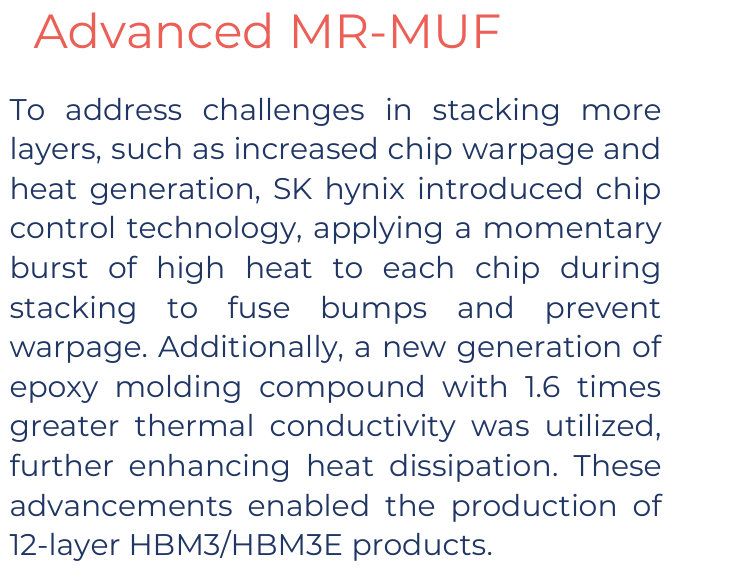 Advanced MR-MUF
To address challenges in stacking more
layers, such as increased chip warpage and
heat generation, SK hynix introduced chip
control technology, applying a momentary
burst of high heat to each chip during
stacking to fuse bumps and prevent
warpage. Additionally, a new generation of
epoxy molding compound with 1.6 times
greater thermal conductivity was utilized,
further enhancing heat dissipation. These
advancements enabled the production of
12-layer HBM3/HBM3E products.